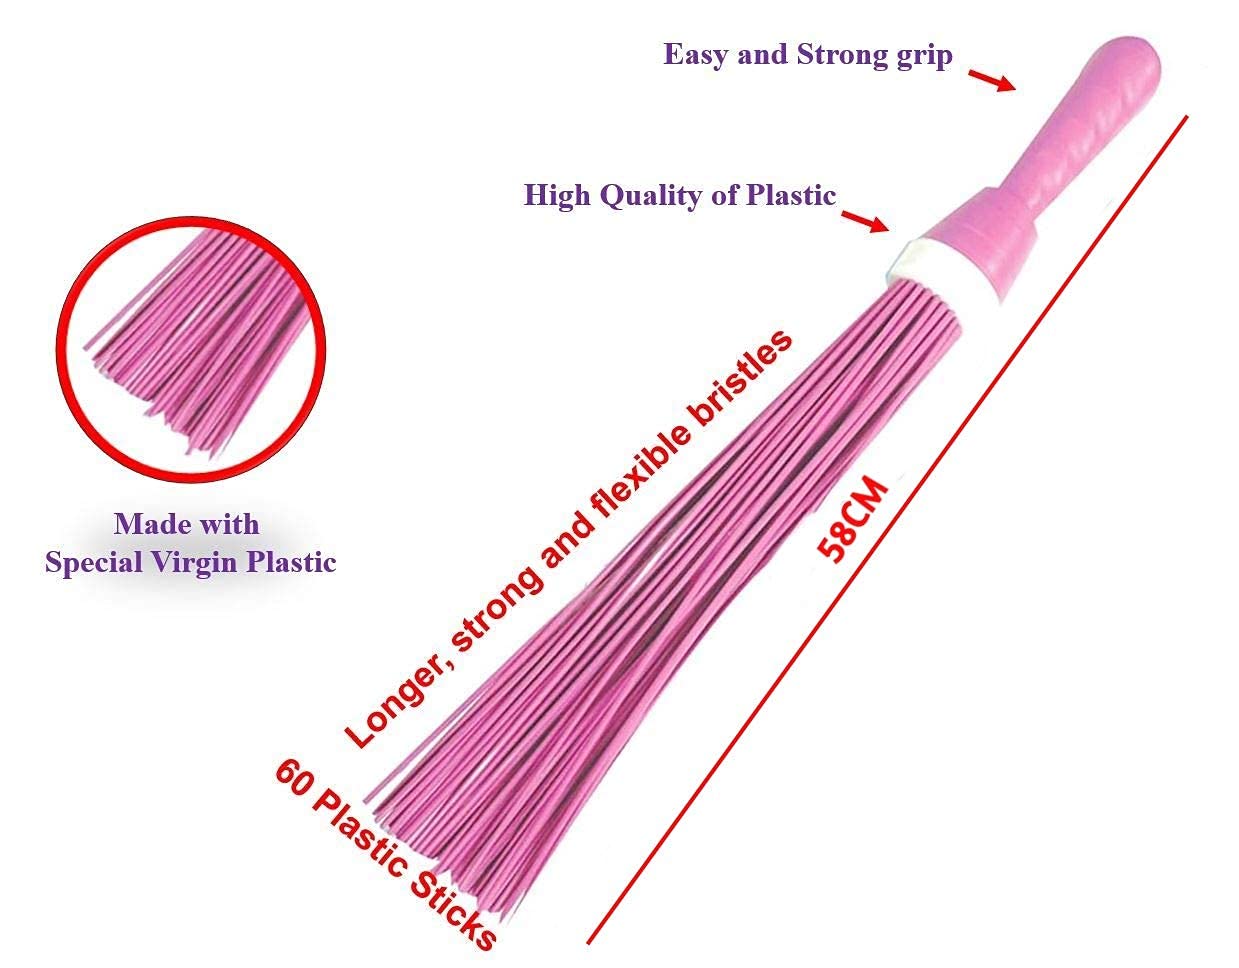 Easy and Strong grip
High Quality of Plastic
Made with
Special Virgin Plastic
Longer, strong and flexible bristles
58CM
60 Plastic Sticks